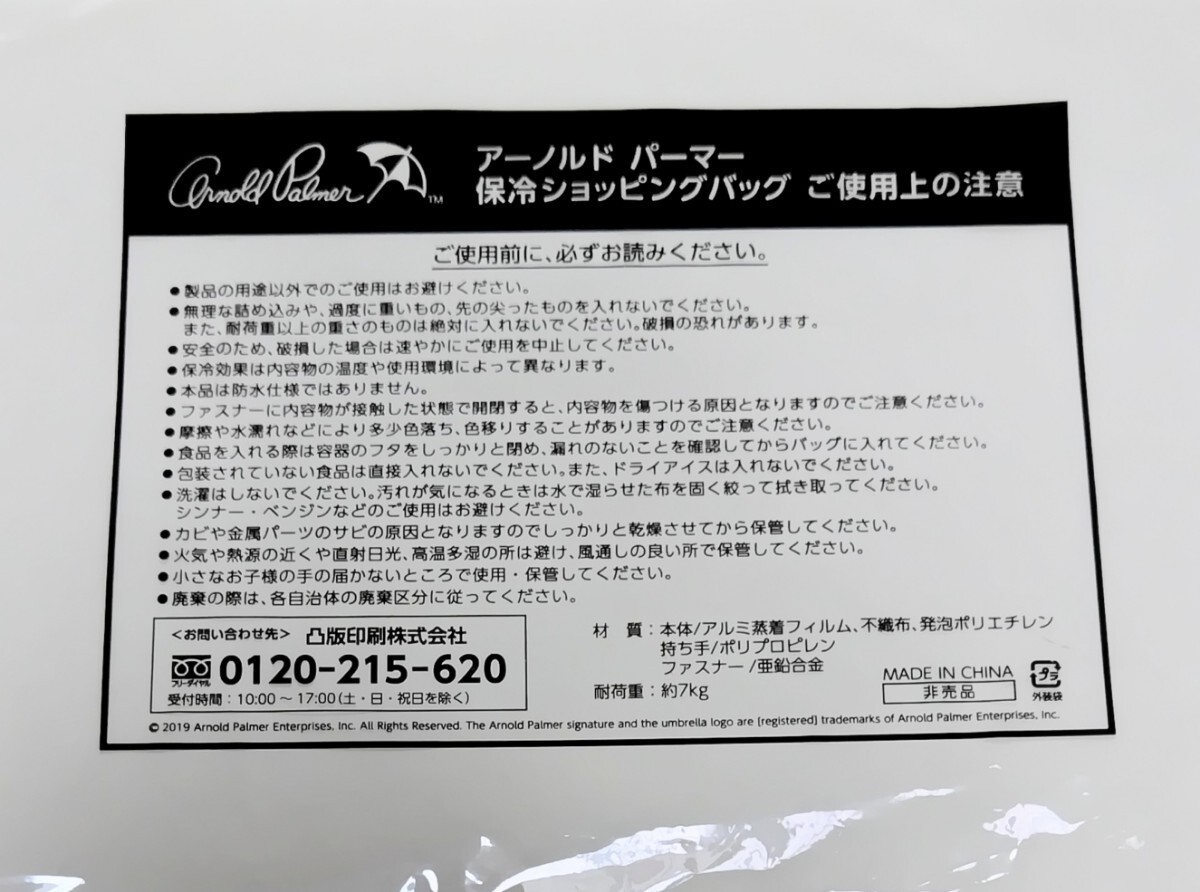 Arnold Palmer TM
アーノルド パーマー
保冷ショッピングバッグ ご使用上の注意
ご使用前に、必ずお読みください。
●製品の用途以外でのご使用はお避けください。
●無理な詰め込みや、過度に重いもの、先の尖ったものを入れないでください。
また、耐荷重以上の重さのものは絶対に入れないでください。破損の恐れがあります。
●安全のため、破損した場合は速やかにご使用を中止してください。
●保冷効果は内容物の温度や使用環境によって異なります。
●本品は防水仕様ではありません。
●ファスナーに内容物が接触した状態で開閉すると、内容物を傷つける原因となりますのでご注意ください。
●摩擦や水濡れなどにより多少色落ち、色移りすることがありますのでご注意ください。
●食品を入れる際は容器のフタをしっかりと閉め、漏れのないことを確認してからバッグに入れてください。
●包装されていない食品は直接入れないでください。また、ドライアイスは入れないでください。
●洗濯はしないでください。汚れが気になるときは水で湿らせた布を固く絞って拭き取ってください。
シンナー・ベンジンなどのご使用はお避けください。
●カビや金属パーツのサビの原因となりますのでしっかりと乾燥させてから保管してください。
●火気や熱源の近くや直射日光、高温多湿の所は避け、風通しの良い所で保管してください。
●小さなお子様の手の届かないところで使用・保管してください。
●廃棄の際は、各自治体の廃棄区分に従ってください。
<お問い合わせ先> 凸版印刷株式会社
フリーダイヤル 0120-215-620
受付時間：10:00～17:00(土・日・祝日を除く)
材 質：本体/アルミ蒸着フィルム、不織布、発泡ポリエチレン
持ち手/ポリプロピレン
ファスナー/亜鉛合金
耐荷重：約7kg
MADE IN CHINA
非売品
プラ
外装袋
© 2019 Arnold Palmer Enterprises, Inc. All Rights Reserved. The Arnold Palmer signature and the umbrella logo are [registered] trademarks of Arnold Palmer Enterprises, Inc.